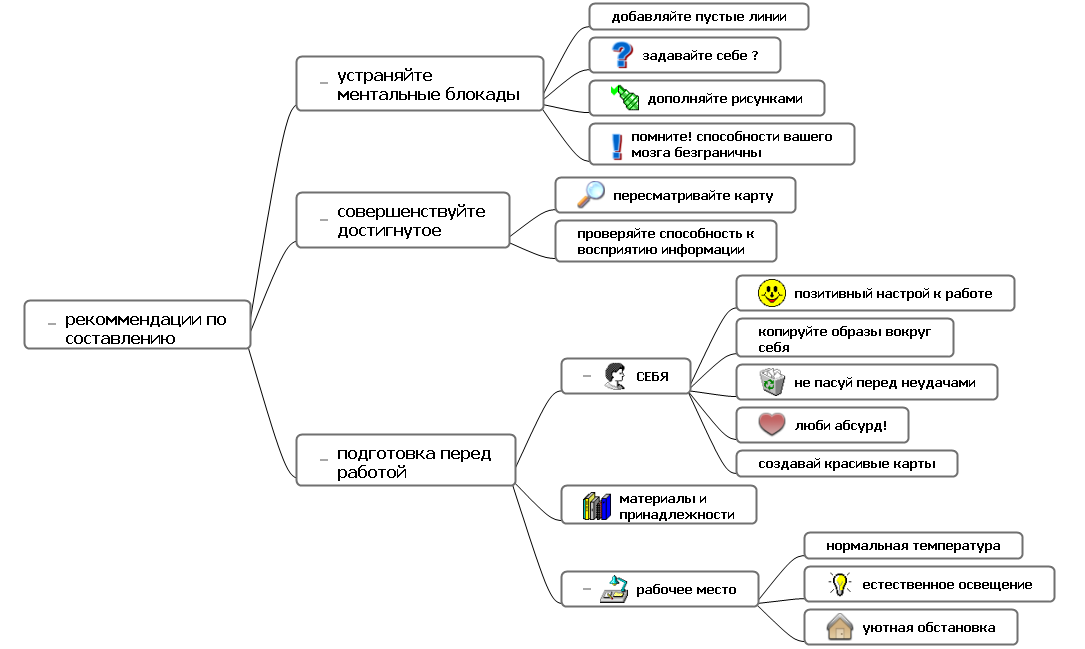 рекоммендации по
составлению
устраняйте
ментальные блокады
добавляйте пустые линии
задавайте себе ?
дополняйте рисунками
помните! способности вашего
мозга безграничны
совершенствуйте
достигнутое
пересматривайте карту
проверяйте способность к
восприятию информации
подготовка перед
работой
СЕБЯ
позитивный настрой к работе
копируйте образы вокруг
себя
не пасуй перед неудачами
люби абсурд!
создавай красивые карты
материалы и
принадлежности
рабочее место
нормальная температура
естественное освещение
уютная обстановка